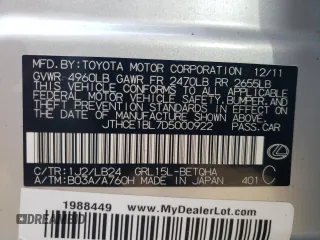 MFD. BY: TOYOTA MOTOR CORPORATION 12/11
GVWR 4960LB GAWR FR 2470LB RR 2655LB
THIS VEHICLE CONFORMS TO ALL APPLICABLE
FEDERAL MOTOR VEHICLE SAFETY, BUMPER, AND
THEFT PREVENTION STANDARDS IN EFFECT ON
THE DATE OF MANUFACTURE SHOWN ABOVE.
JTHCE1BL7D5000922 PASS.CAR
C/TR:1J2/LB24 GRL15L-BETQHA
A/TM:B03A/A760H MADE IN JAPAN 401 C
1988449 www.MyDealerLot.com